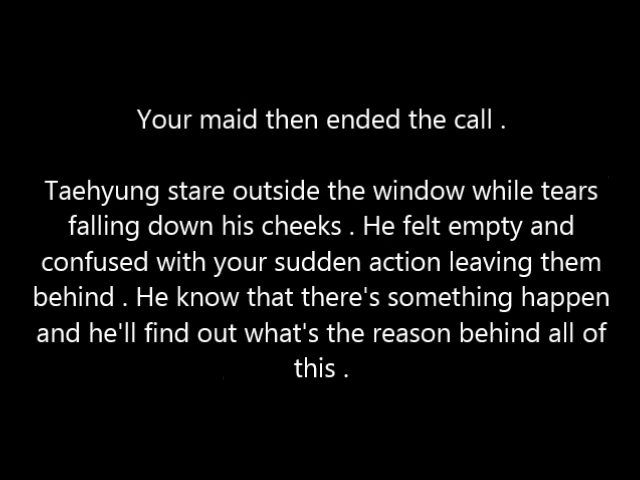 Your maid then ended the call .
Taehyung stare outside the window while tears
falling down his cheeks . He felt empty and
confused with your sudden action leaving them
behind . He know that there's something happen
and he'll find out what's the reason behind all of
this .